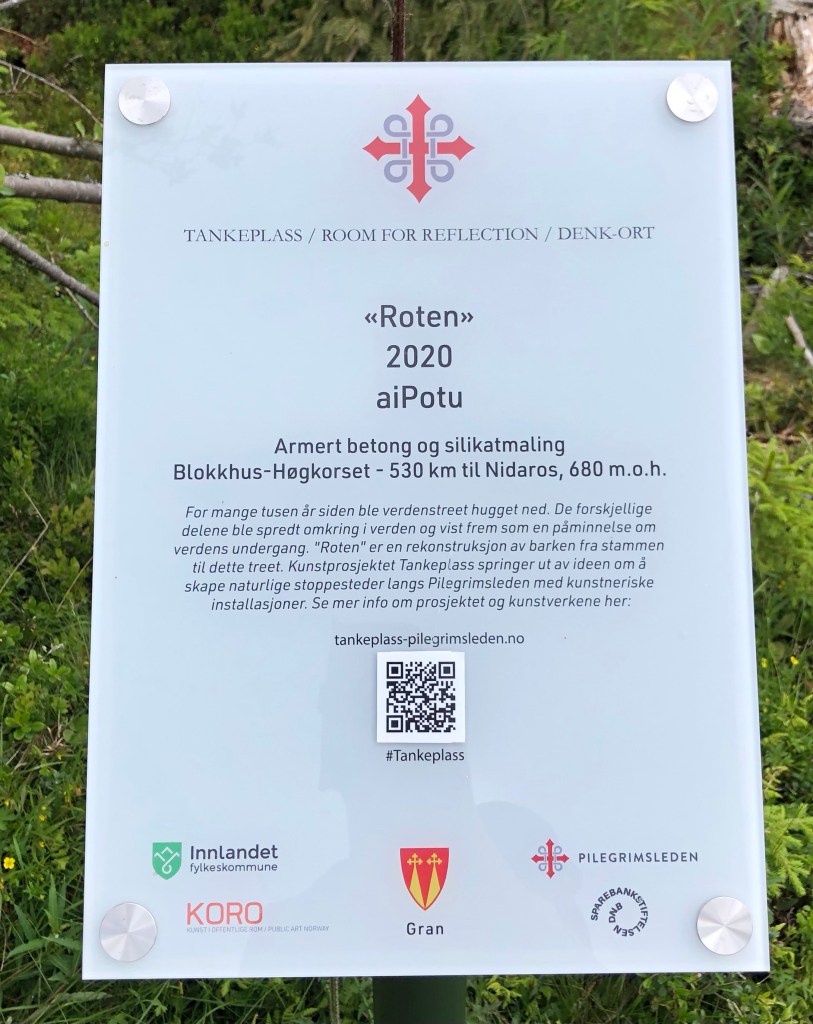 TANKEPLASS / ROOM FOR REFLECTION / DENK-ORT
«Roten»
2020
aiPotu
Armert betong og silikatmaling
Blokkhus-Høgkorset - 530 km til Nidaros, 680 m.o.h.
For mange tusen år siden ble verdenstreet hugget ned. De forskjellige
delene ble spredt omkring i verden og vist frem som en påminnelse om
verdens undergang. "Roten" er en rekonstruksjon av barken fra stammen
til dette treet. Kunstprosjektet Tankeplass springer ut av ideen om å
skape naturlige stoppesteder langs Pilegrimsleden med kunstneriske
installasjoner. Se mer info om prosjektet og kunstverkene her:
tankeplass-pilegrimsleden.no
#Tankeplass
Innlandet
fylkeskommune
PILEGRIMSLEDEN
KORO
KUNST I OFFENTLIGE ROM / PUBLIC ART NORWAY
Gran
SPAREBANKSTIFTELSEN
DNB